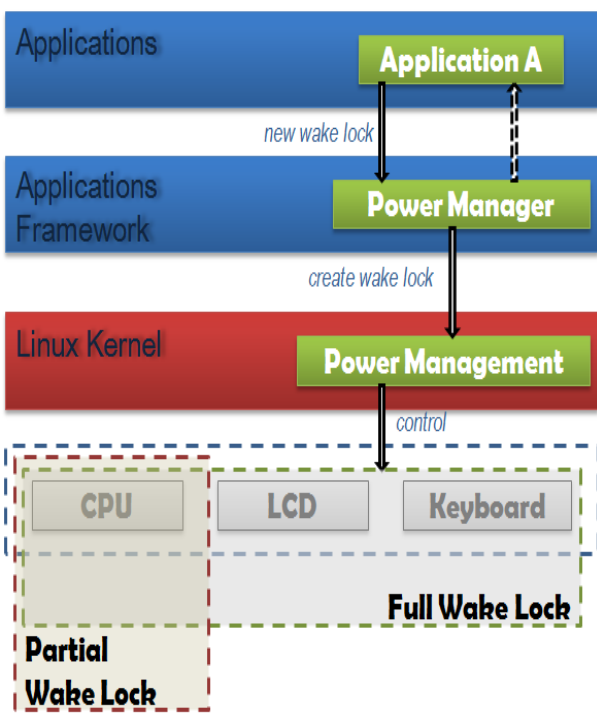 Applications
Application A
new wake lock
Applications
Framework
Power Manager
create wake lock
Linux Kernel
Power Management
control
CPU
LCD
Keyboard
Full Wake Lock
Partial
Wake Lock